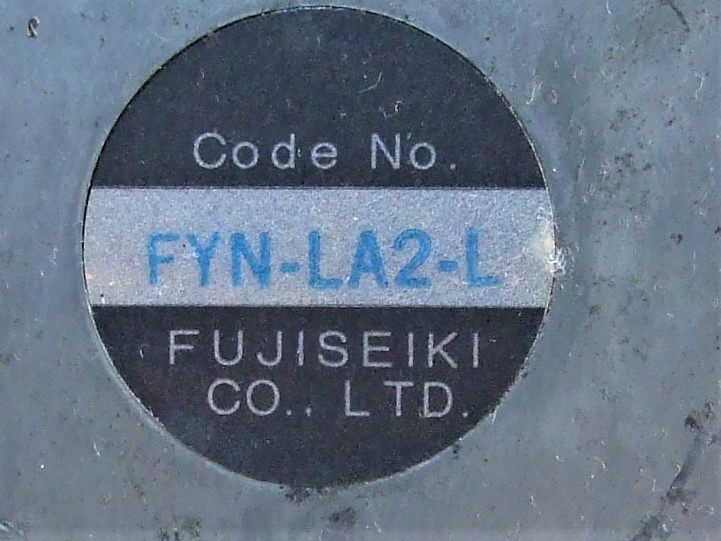 Code No.
FYN-LA2-L
FUJISEIKI
CO., LTD.